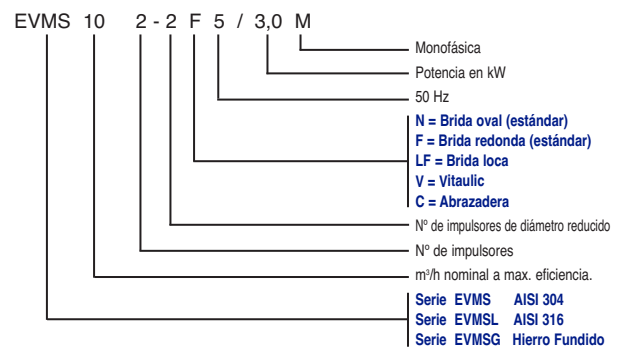 EVMS 10 2 - 2 F 5 / 3,0 M
Monofásica
Potencia en kW
50 Hz
N = Brida oval (estándar)
F = Brida redonda (estándar)
LF = Brida loca
V = Vitaulic
C = Abrazadera
Nº de impulsores de diámetro reducido
Nº de impulsores
m³/h nominal a max. eficiencia.
Serie EVMS AISI 304
Serie EVMSL AISI 316
Serie EVMSG Hierro Fundido